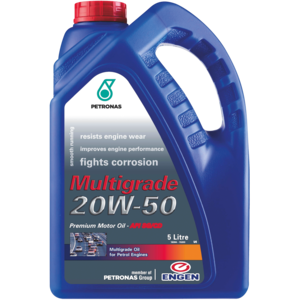 PETRONAS
resists engine wear
improves engine performance
fights corrosion
Multigrade
20W-50
Premium Motor Oil
5 Litre
Multigrade Oil
for Petrol Engines
member of
PETRONAS Group
ENGEN